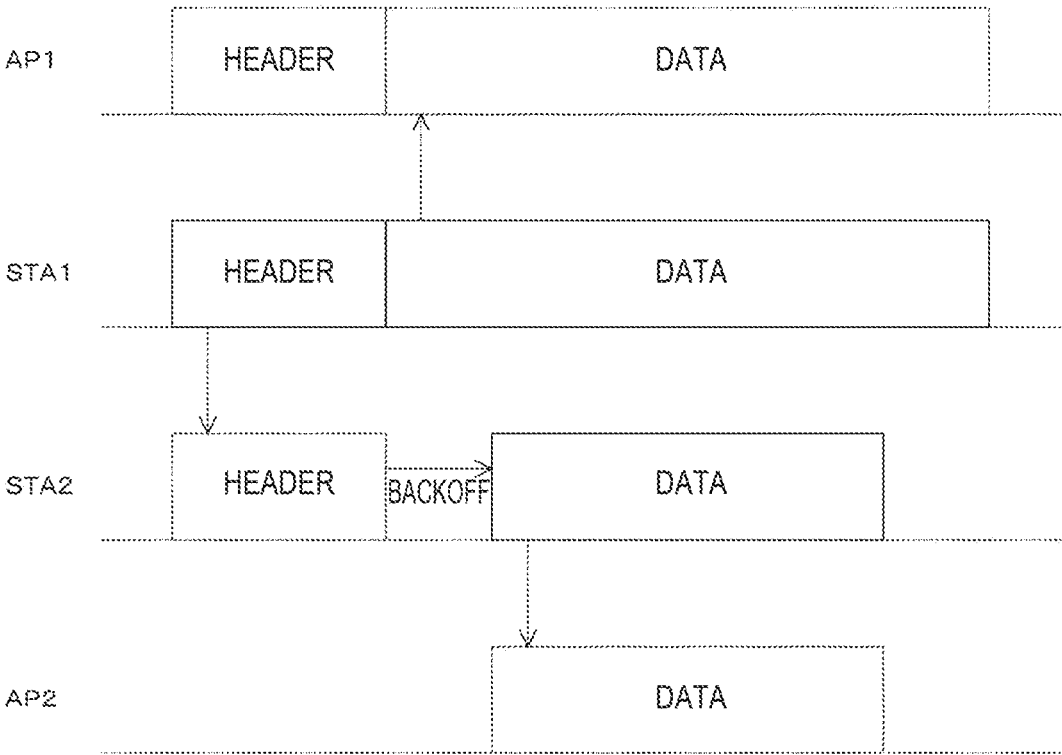 AP1
HEADER
DATA
STA1
HEADER
DATA
STA2
HEADER
BACKOFF
DATA
AP2
DATA